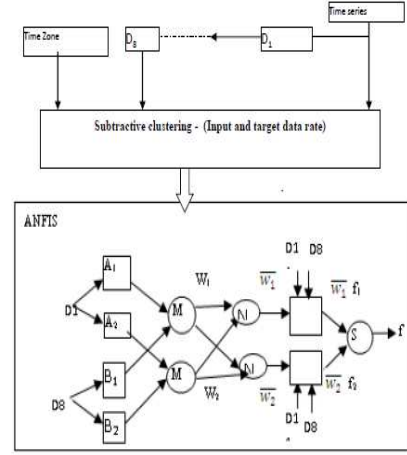 Time series
Time Zone
D8
D1
Subtractive clustering - (Input and target data rate)
ANFIS
D1 D8
A1
W1
w1
w1 f1
M
N
D1
A2
S
f
B1
M
N
w2 f2
D8
W2
w2
B2
D1
D8